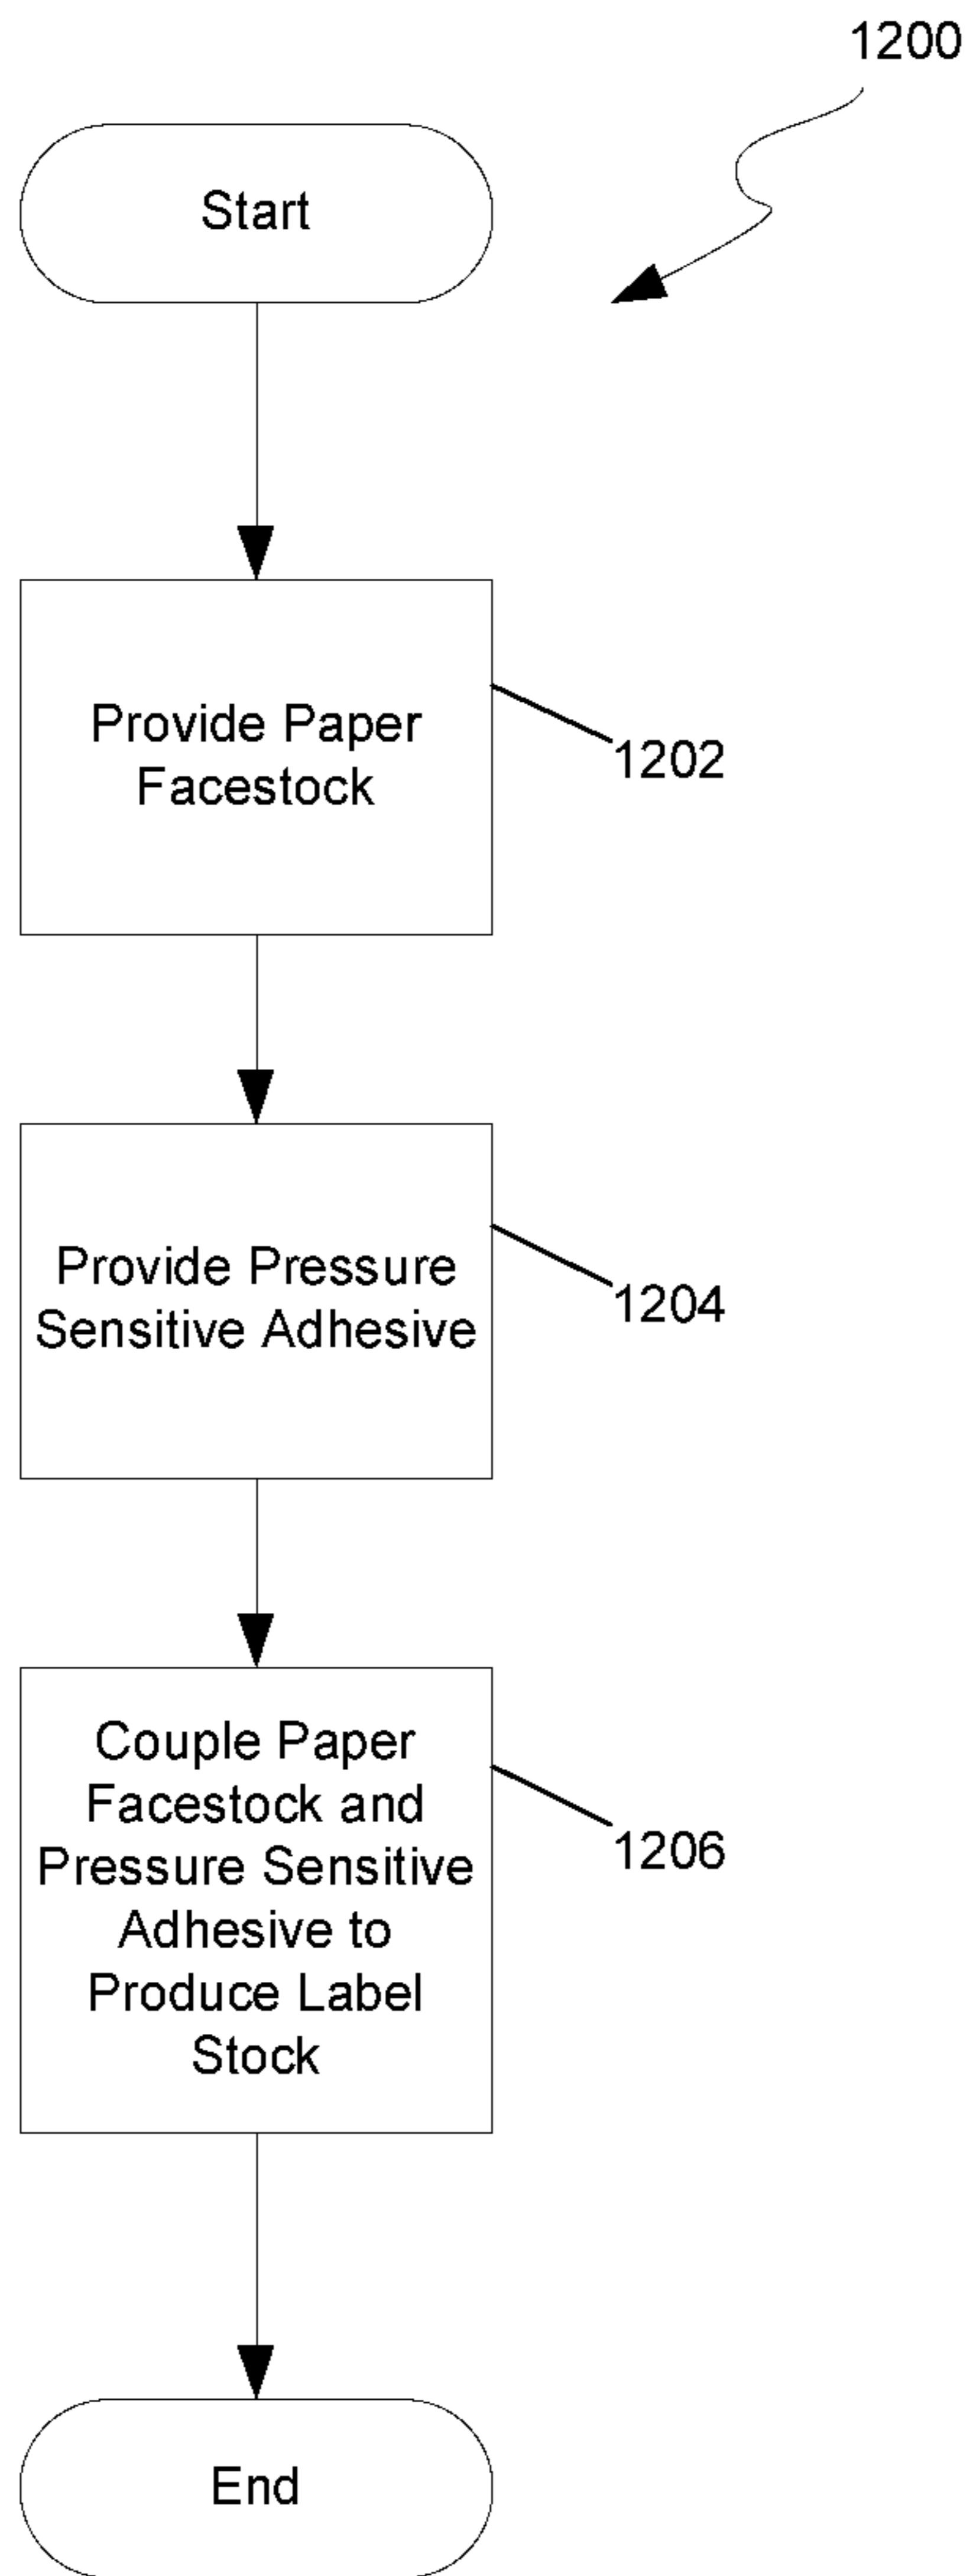 1200
Start
Provide Paper
Facestock
1202
Provide Pressure
Sensitive Adhesive
1204
Couple Paper
Facestock and
Pressure Sensitive
Adhesive to
Produce Label
Stock
1206
End